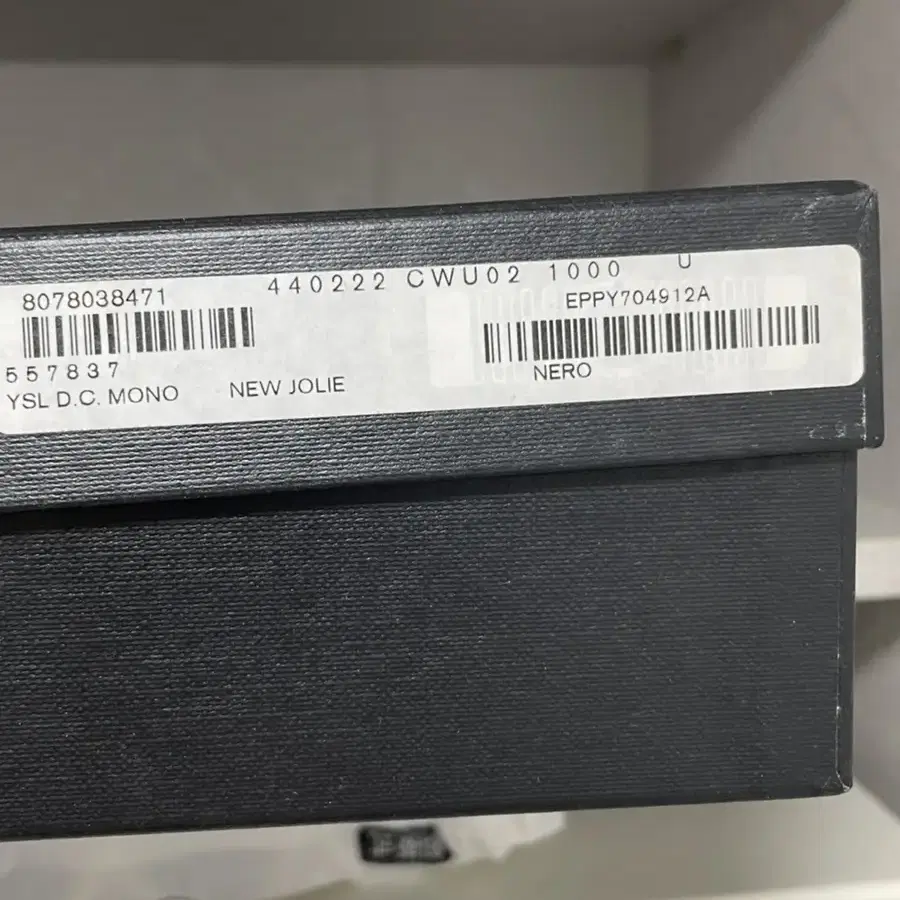 440222 CWU02 1000 U
8078038471 EPPY704912A
557837 NERO
YSL D.C. MONO NEW JOLIE